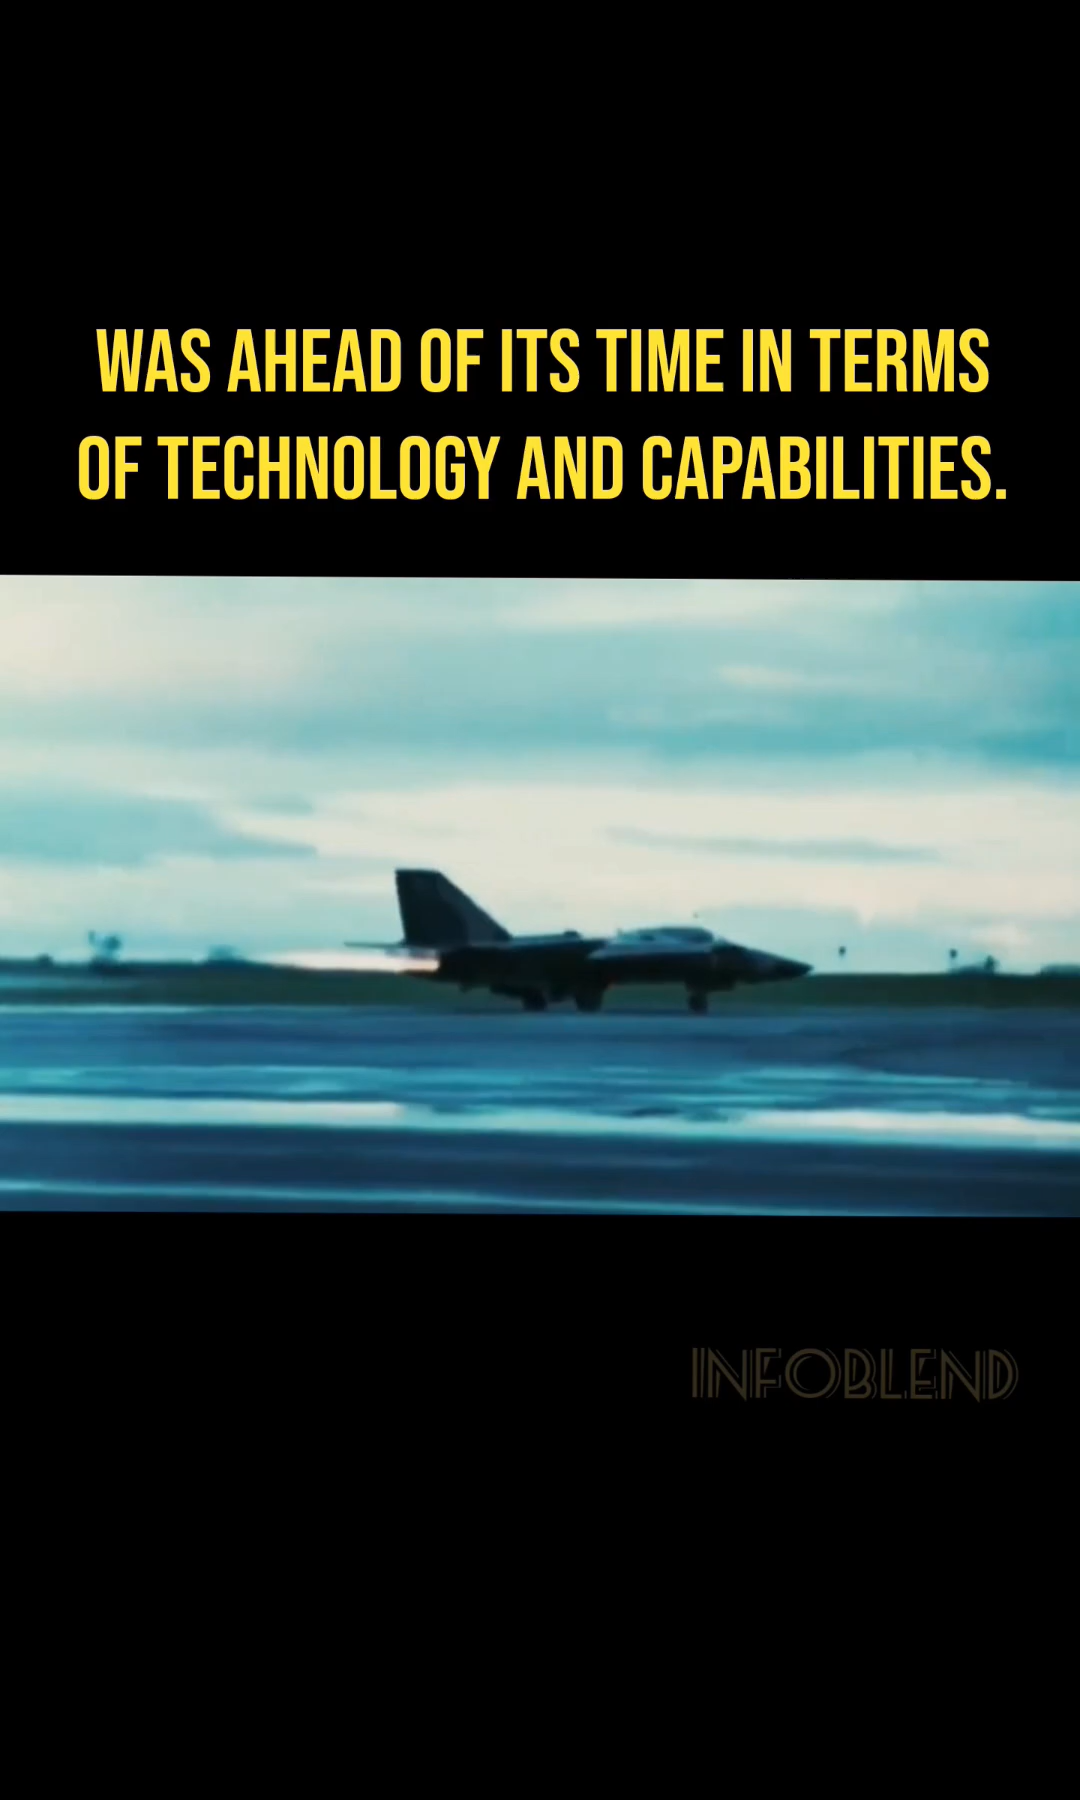 WAS AHEAD OF ITS TIME IN TERMS
OF TECHNOLOGY AND CAPABILITIES.
INFOBLEND